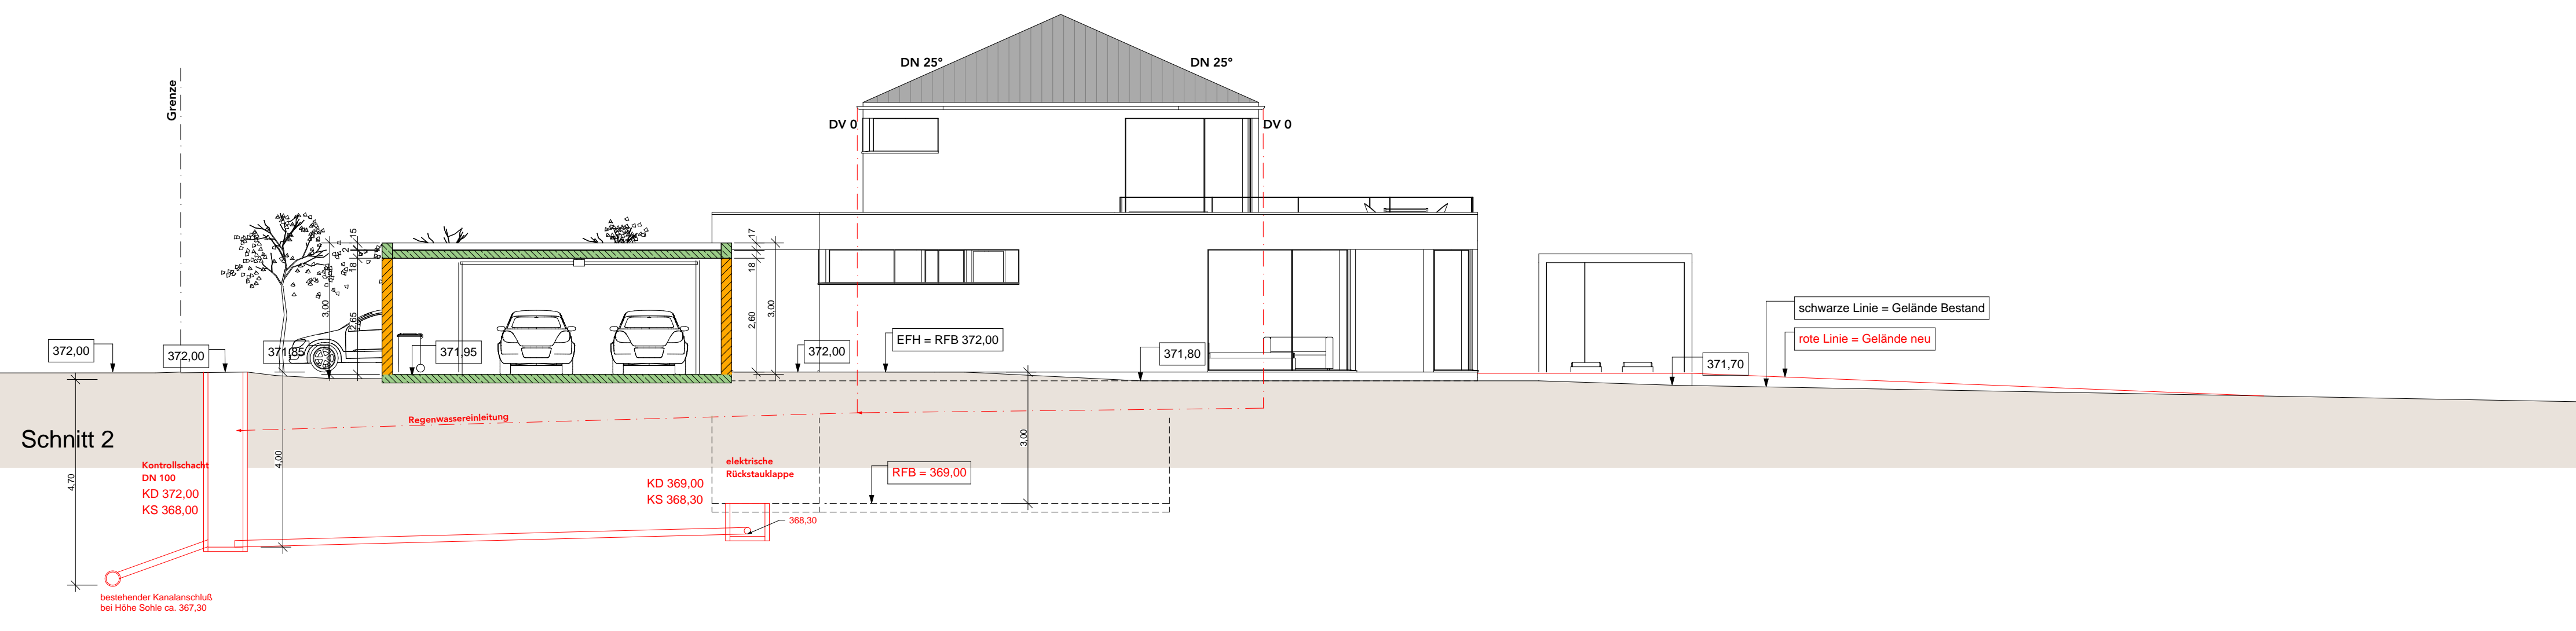 Grenze
DN 25°
DN 25°
DV 0
DV 0
15
2
18
3,00
2,65
17
18
2,60
3,00
372,00
372,00
371,85
371,95
372,00
EFH = RFB 372,00
371,80
371,70
schwarze Linie = Gelände Bestand
rote Linie = Gelände neu
Schnitt 2
Regenwassereinleitung
4,70
4,00
3,00
Kontrollschacht
DN 100
KD 372,00
KS 368,00
elektrische
Rückstauklappe
KD 369,00
KS 368,30
RFB = 369,00
368,30
bestehender Kanalanschluß
bei Höhe Sohle ca. 367,30